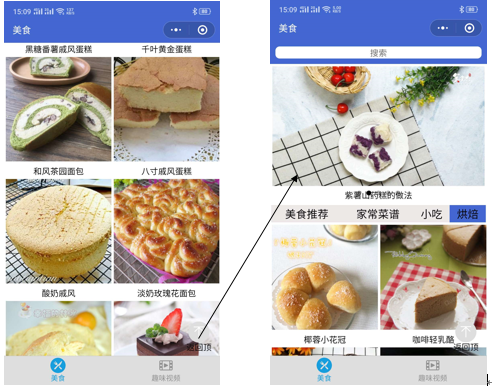 15:09
美食
黑糖番薯戚风蛋糕
千叶黄金蛋糕
和风茶园面包
八寸戚风蛋糕
酸奶戚风
淡奶玫瑰花面包
返回顶
美食
趣味视频
15:09
美食
搜索
紫薯山药糕的做法
美食推荐
家常菜谱
小吃
烘焙
椰蓉小花冠
咖啡轻乳酪
返回顶
美食
趣味视频